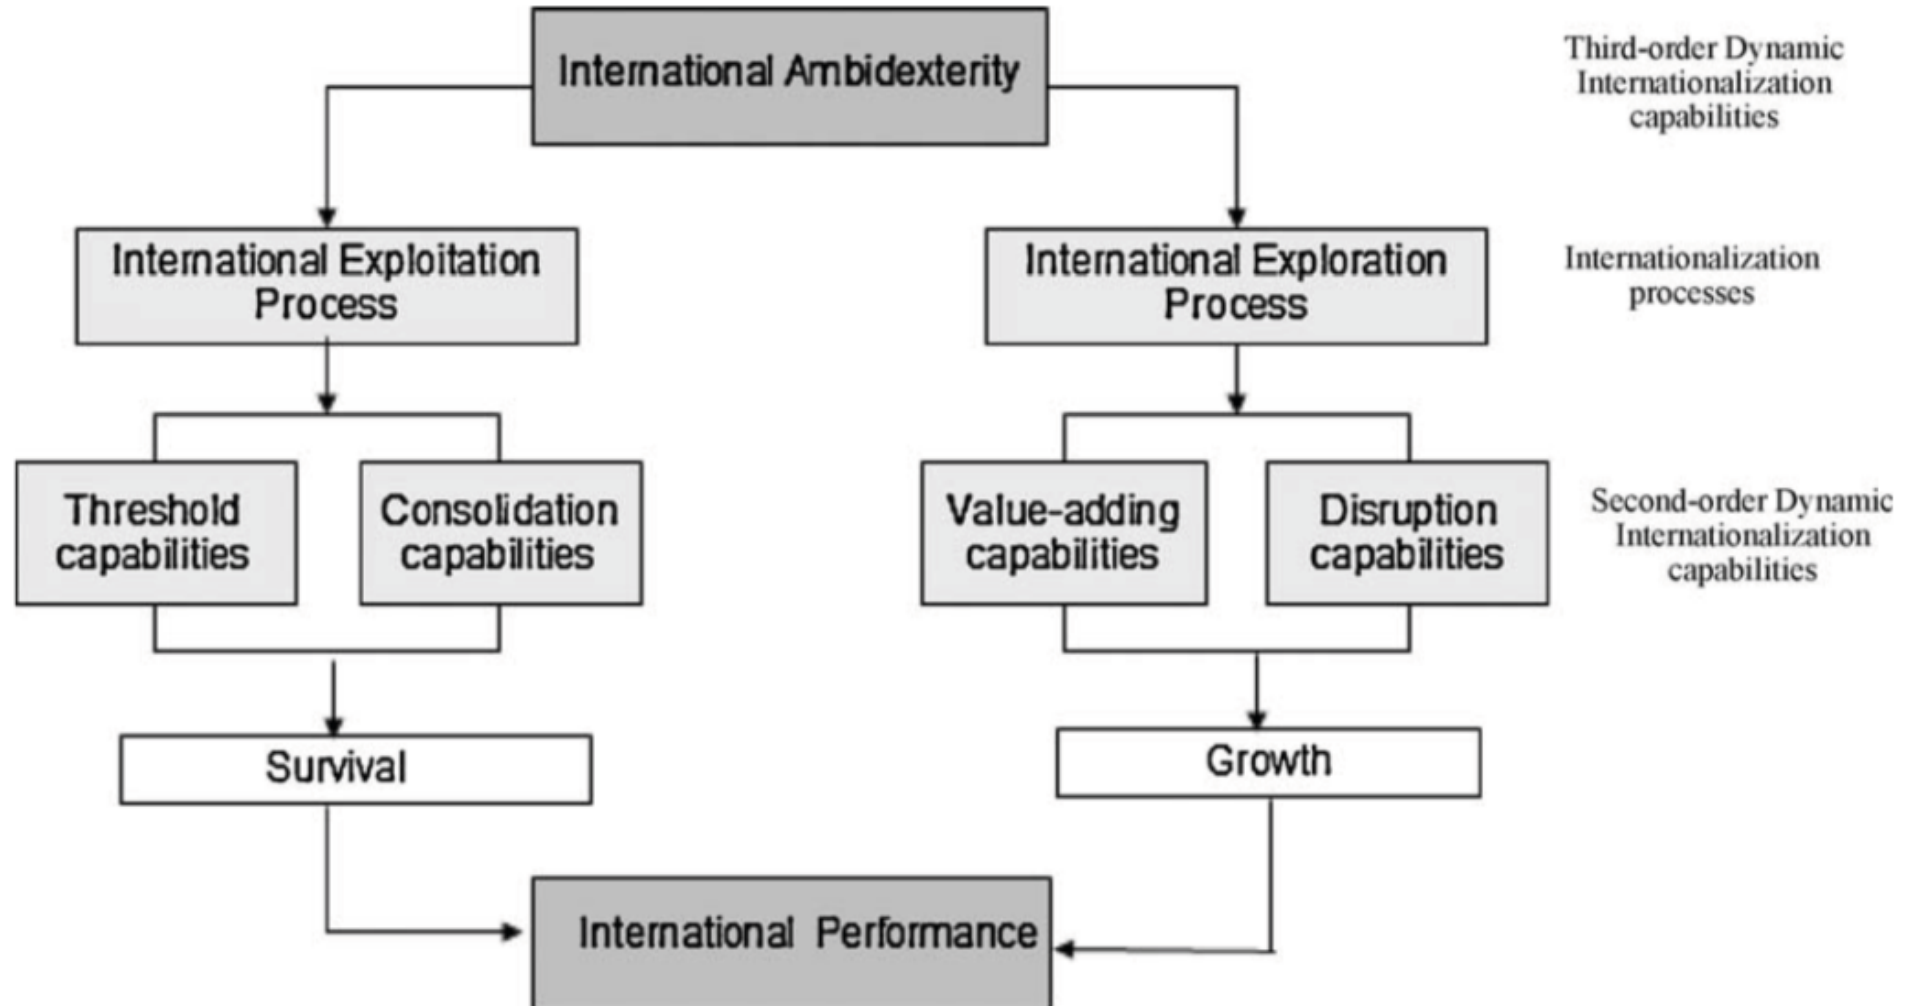 International Ambidexterity
Third-order Dynamic
Internationalization
capabilities
International Exploitation
Process
International Exploration
Process
Internationalization
processes
Threshold
capabilities
Consolidation
capabilities
Value-adding
capabilities
Disruption
capabilities
Second-order Dynamic
Internationalization
capabilities
Survival
Growth
International Performance